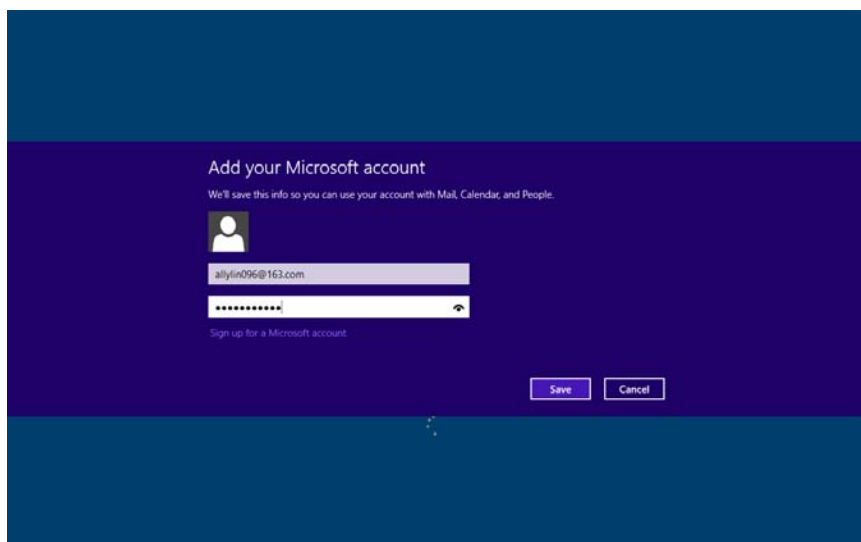 Add your Microsoft account
We'll save this info so you can use your account with Mail, Calendar, and People.
allylin096@163.com
•••••••••••
Sign up for a Microsoft account
Save
Cancel